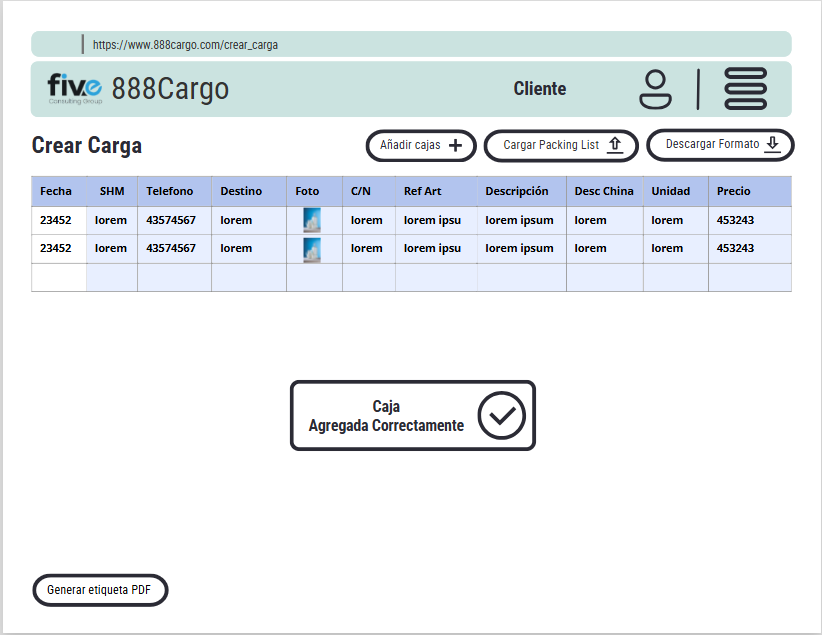 https://www.888cargo.com/crear_carga
five
Consulting Group
888Cargo
Cliente
Crear Carga
Añadir cajas
Cargar Packing List
Descargar Formato
Fecha SHM Telefono Destino Foto C/N Ref Art Descripción Desc China Unidad Precio
23452 lorem 43574567 lorem lorem lorem ipsu lorem ipsum lorem lorem 453243
23452 lorem 43574567 lorem lorem lorem ipsu lorem ipsum lorem lorem 453243
Caja
Agregada Correctamente
Generar etiqueta PDF